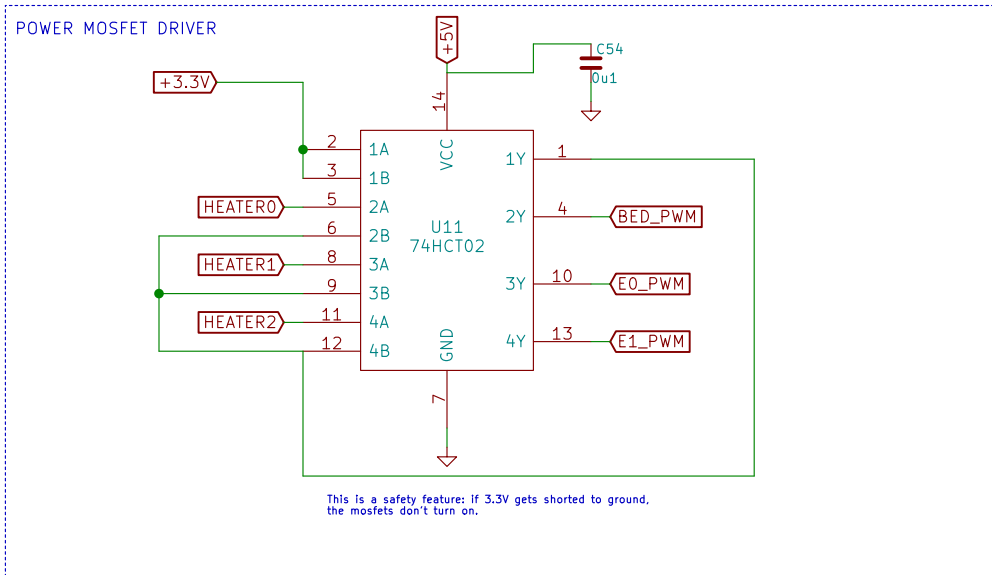 POWER MOSFET DRIVER
+5V
C54
0u1
+3.3V
14
VCC
2
1A
3
1B
1Y
1
HEATER0
5
2A
2Y
4
BED_PWM
6
2B
U11
74HCT02
HEATER1
8
3A
3Y
10
E0_PWM
9
3B
HEATER2
11
4A
4Y
13
E1_PWM
12
4B
GND
7
This is a safety feature: if 3.3V gets shorted to ground,
the mosfets don't turn on.